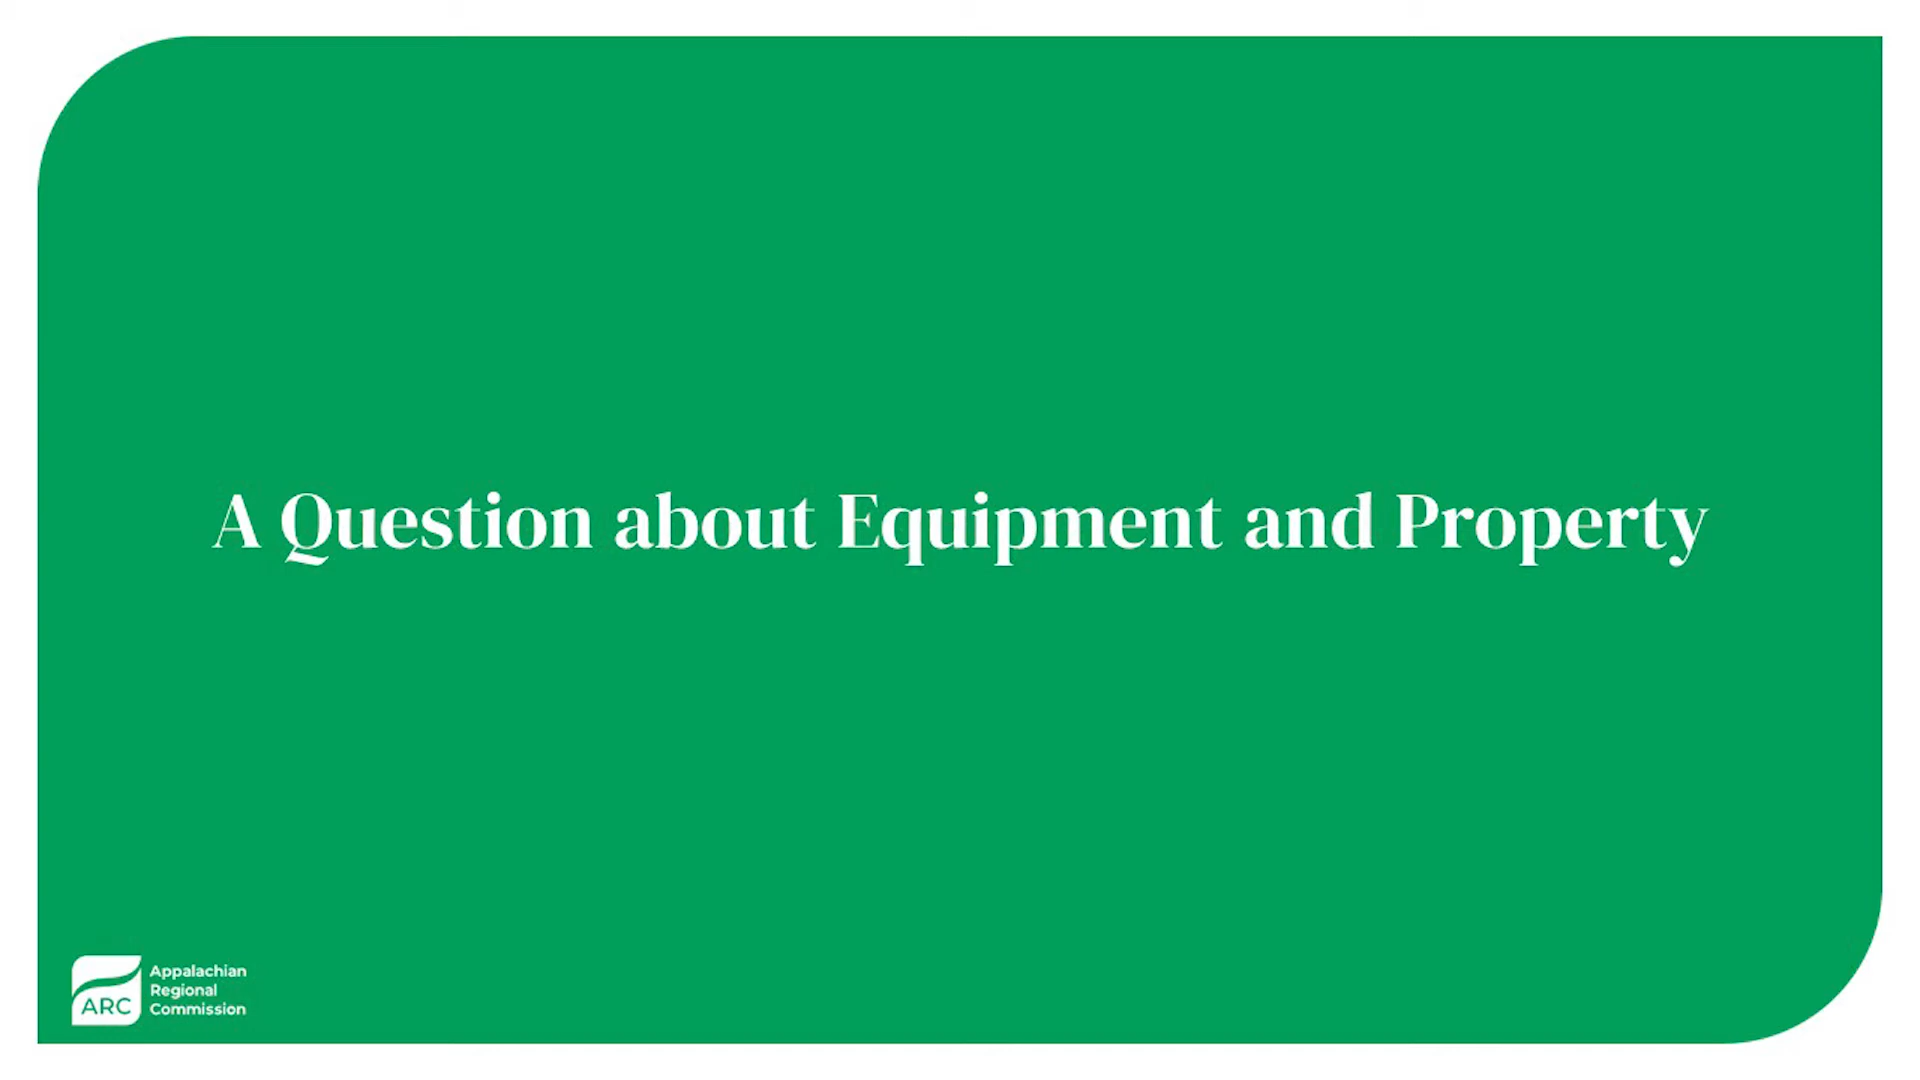 A Question about Equipment and Property
ARC
Appalachian
Regional
Commission